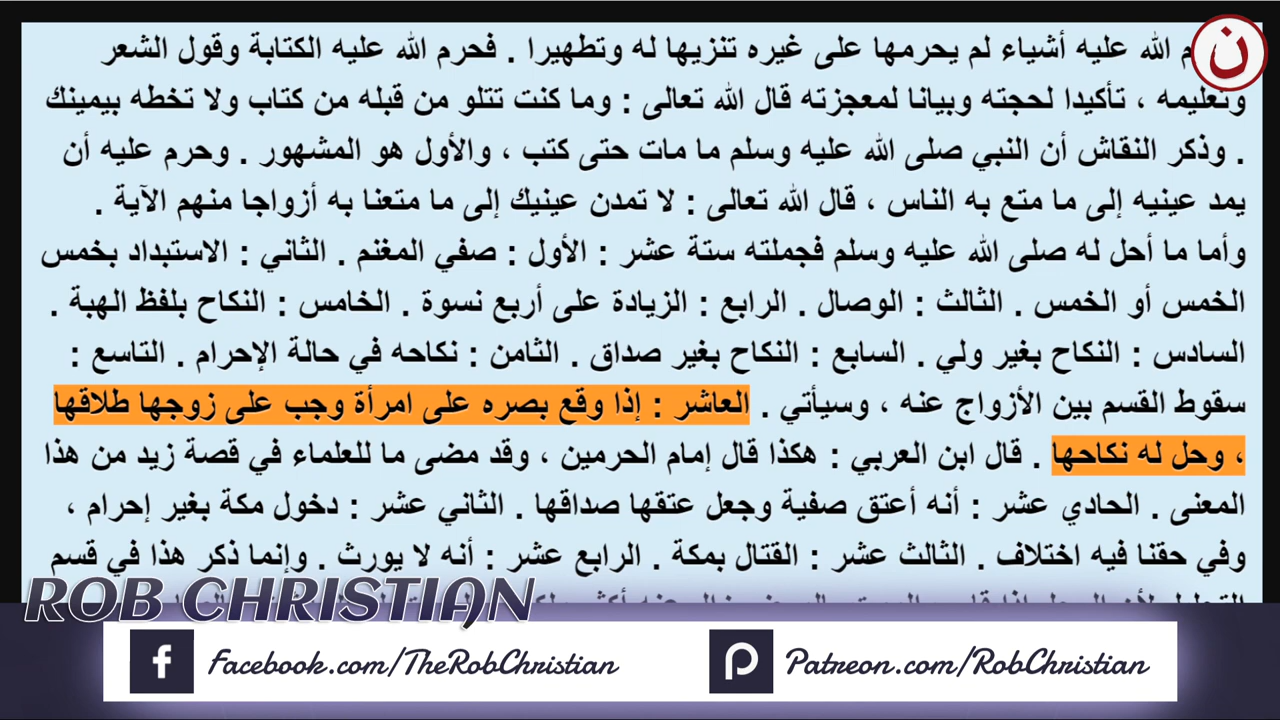 الله عليه أشياء لم يحرمها على غيره تنزيها له وتطهيرا . فحرم الله عليه الكتابة وقول الشعر
وتعليمه ، تأكيدا لحجته وبيانا لمعجزته قال الله تعالى : وما كنت تتلو من قبله من كتاب ولا تخطه بيمينك
. وذكر النقاش أن النبي صلى الله عليه وسلم ما مات حتى كتب ، والأول هو المشهور . وحرم عليه أن
يمد عينيه إلى ما متع به الناس ، قال الله تعالى : لا تمدن عينيك إلى ما متعنا به أزواجا منهم الآية .
وأما ما أحل له صلى الله عليه وسلم فجملته ستة عشر : الأول : صفي المغنم . الثاني : الاستبداد بخمس
الخمس أو الخمس . الثالث : الوصال . الرابع : الزيادة على أربع نسوة . الخامس : النكاح بلفظ الهبة .
السادس : النكاح بغير ولي . السابع : النكاح بغير صداق . الثامن : نكاحه في حالة الإحرام . التاسع :
سقوط القسم بين الأزواج عنه ، وسيأتي . العاشر : إذا وقع بصره على امرأة وجب على زوجها طلاقها
، وحل له نكاحها . قال ابن العربي : هكذا قال إمام الحرمين ، وقد مضى ما للعلماء في قصة زيد من هذا
المعنى . الحادي عشر : أنه أعتق صفية وجعل عتقها صداقها . الثاني عشر : دخول مكة بغير إحرام ،
وفي حقنا فيه اختلاف . الثالث عشر : القتال بمكة . الرابع عشر : أنه لا يورث . وإنما ذكر هذا في قسم
ن
ROB CHRISTIAN
Facebook.com/TheRobChristian
Patreon.com/RobChristian